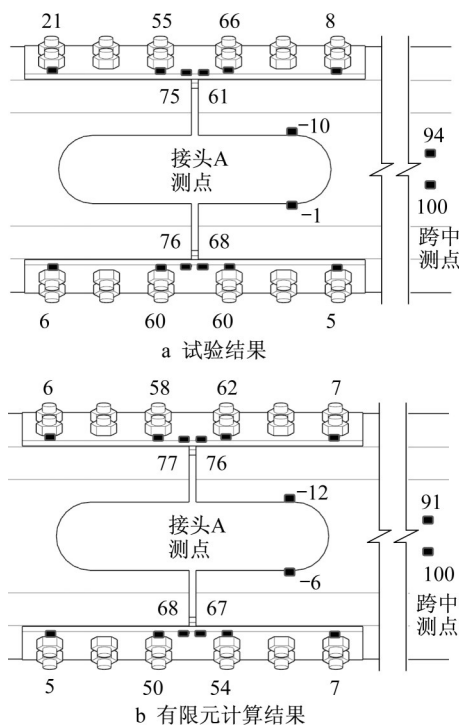 21 55 66 8
75 61
-10
94
接头A
测点
-1
100
跨中
测点
76 68
6 60 60 5
a 试验结果
6 58 62 7
77 76
-12
91
接头A
测点
-6
100
跨中
测点
68 67
5 50 54 7
b 有限元计算结果